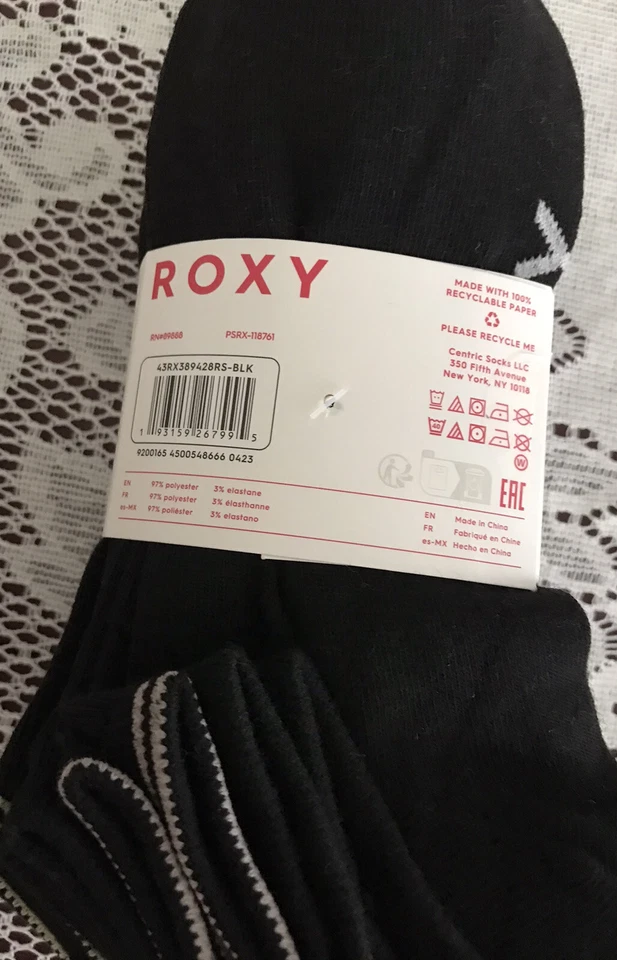 ROXY
MADE WITH 100%
RECYCLABLE PAPER
PLEASE RECYCLE ME
RN#89888 PSRX-118761
Centric Socks LLC
350 Fifth Avenue
New York, NY 10118
43RX389428RS-BLK
1 93159 26799 5
9200165 4500548666 0423
40
W
EAC
EN 97% polyester 3% elastane
FR 97% polyester 3% élasthanne
es-MX 97% poliéster 3% elastano
EN Made in China
FR Fabriqué en Chine
es-MX Hecho en China